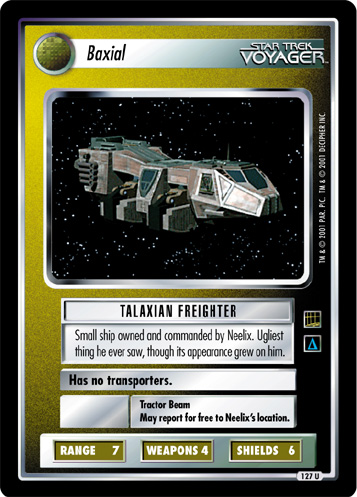 Baxial
STAR TREK
VOYAGER™
TM & © 2001 PAR. PIC. TM & © 2001 DECIPHER INC.
TALAXIAN FREIGHTER
Small ship owned and commanded by Neelix. Ugliest
thing he ever saw, though its appearance grew on him.
Δ
Has no transporters.
Tractor Beam
May report for free to Neelix's location.
RANGE 7
WEAPONS 4
SHIELDS 6
127 U